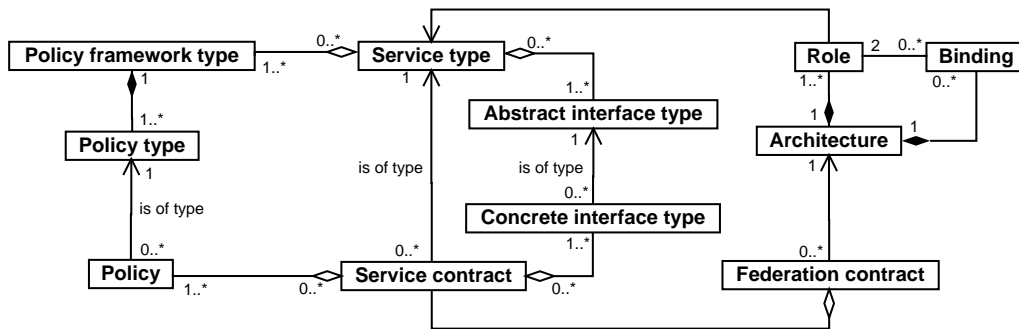 Policy framework type
1..*
0..*
Service type
0..*
Role
2
0..*
Binding
1
1
1..*
0..*
1..*
1..*
Abstract interface type
Policy type
1
1
1
Architecture
1
1
is of type
is of type
is of type
0..*
Concrete interface type
0..*
0..*
1..*
0..*
Policy
1..*
0..*
Service contract
0..*
Federation contract